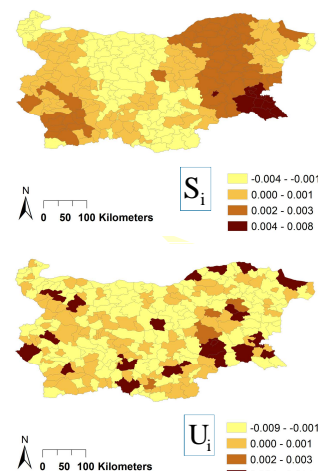 S i
-0.004 - -0.001
0.000 - 0.001
0.002 - 0.003
0.004 - 0.008
N
0 50 100 Kilometers
U i
-0.009 - -0.001
0.000 - 0.001
0.002 - 0.003
N
0 50 100 Kilometers